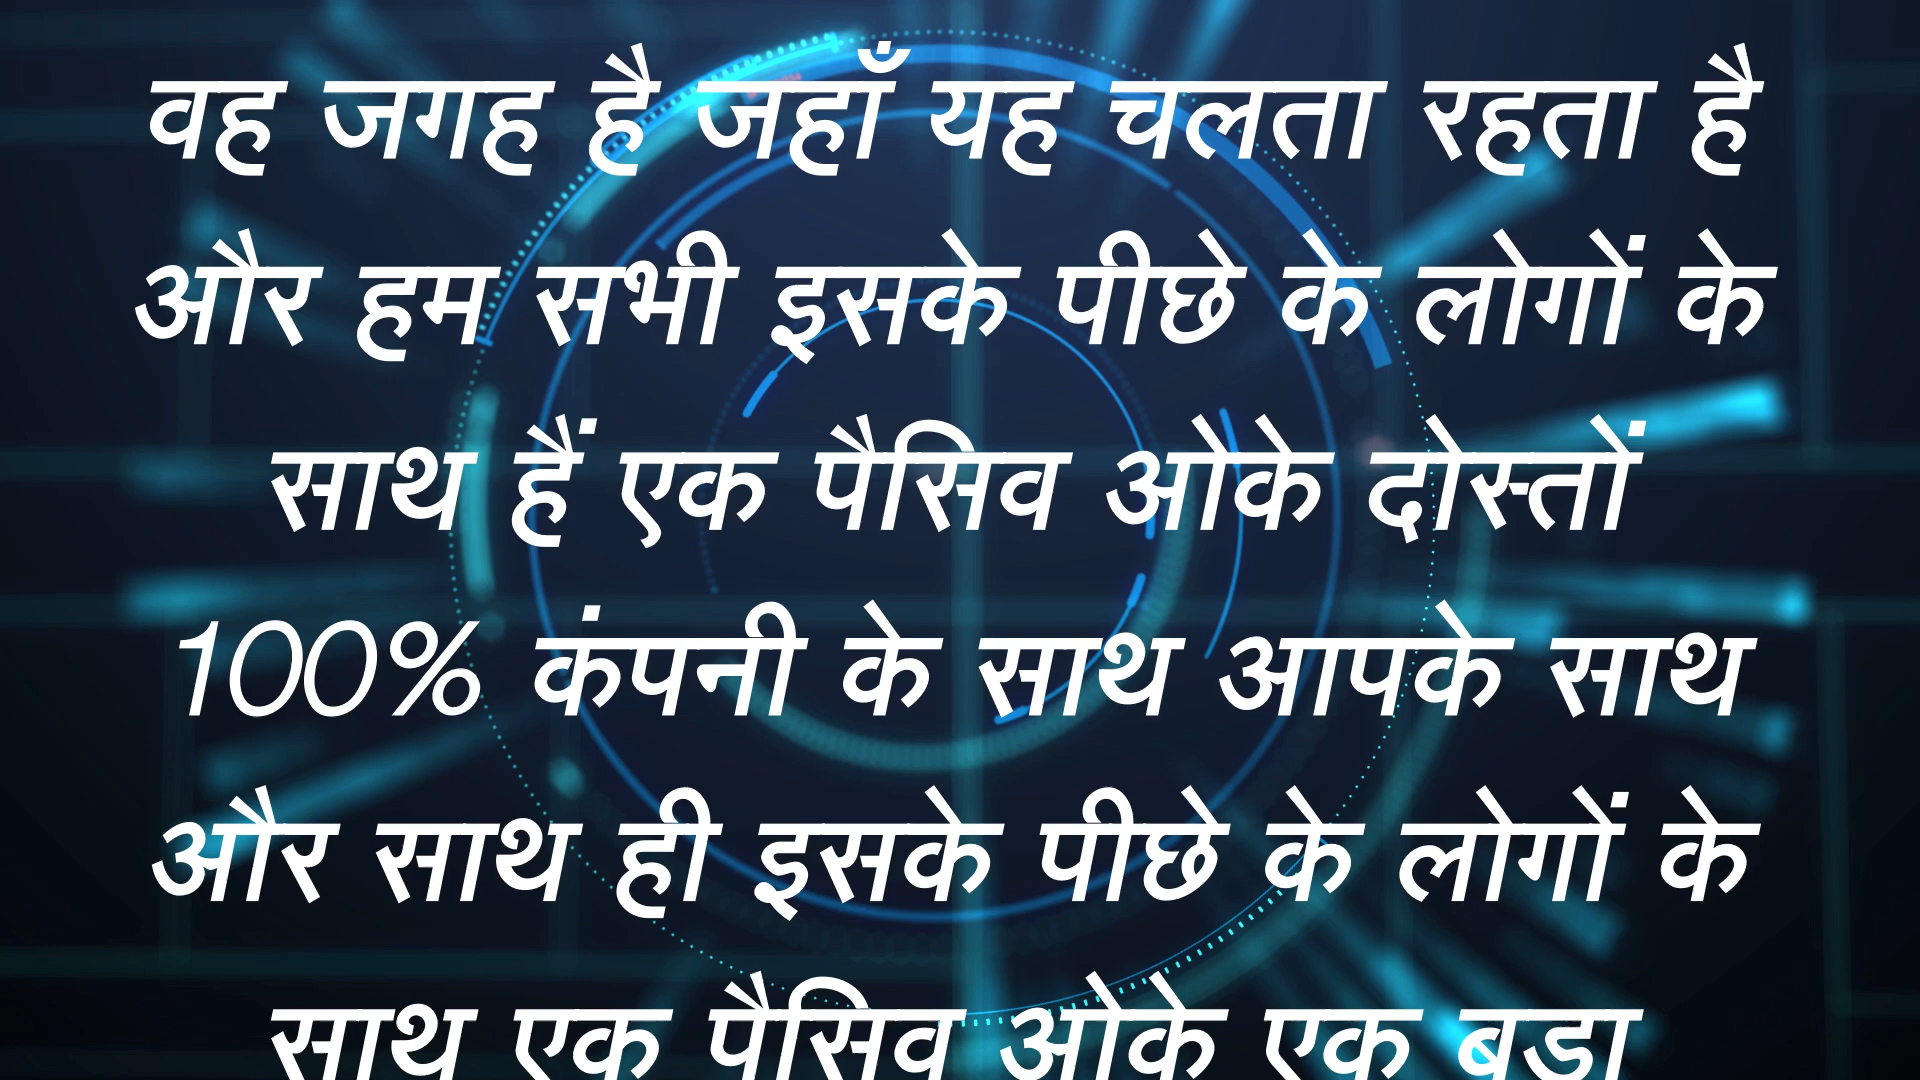 वह जगह है जहाँ यह चलता रहता है
और हम सभी इसके पीछे के लोगों के
साथ हैं एक पैसिव ओके दोस्तों
100% कंपनी के साथ आपके साथ
और साथ ही इसके पीछे के लोगों के
साथ एक पैसिव ओके एक बडा